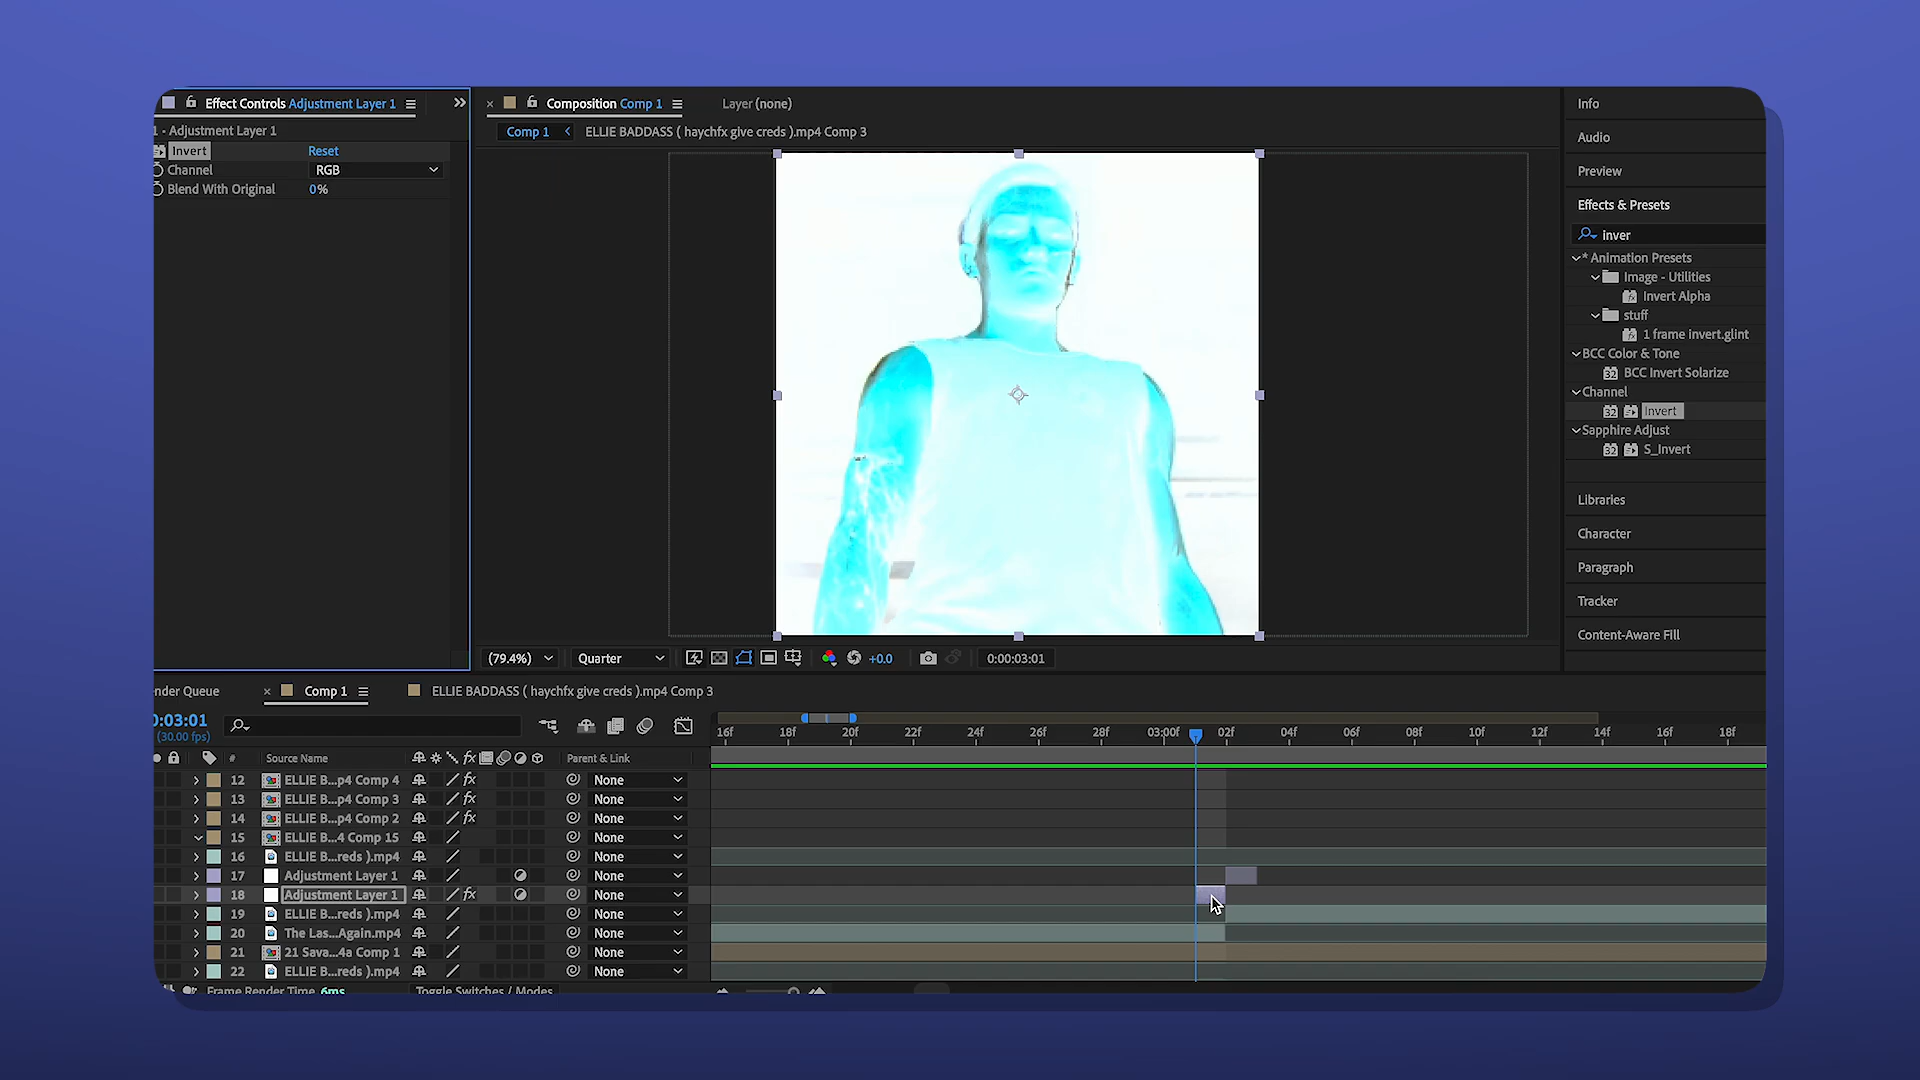 Effect Controls Adjustment Layer 1
1 - Adjustment Layer 1
Invert Reset
Channel RGB
Blend With Original 0%
× Composition Comp 1 Layer (none)
Comp 1 ELLIE BADDASS ( haychfx give creds ).mp4 Comp 3
(79.4%) Quarter +0.0 0:00:03:01
Info
Audio
Preview
Effects & Presets
inver
* Animation Presets
Image - Utilities
Invert Alpha
stuff
1 frame invert.glint
BCC Color & Tone
32 BCC Invert Solarize
Channel
32 Invert
Sapphire Adjust
32 S_Invert
Libraries
Character
Paragraph
Tracker
Content-Aware Fill
nder Queue × Comp 1 ELLIE BADDASS ( haychfx give creds ).mp4 Comp 3
0:03:01
(30.00 fps)
16f 18f 20f 22f 24f 26f 28f 03:00f 02f 04f 06f 08f 10f 12f 14f 16f 18f
# Source Name fx Parent & Link
12 ELLIE B...p4 Comp 4 fx None
13 ELLIE B...p4 Comp 3 fx None
14 ELLIE B...p4 Comp 2 fx None
15 ELLIE B...4 Comp 15 None
16 ELLIE B...reds ).mp4 None
17 Adjustment Layer 1 None
18 Adjustment Layer 1 fx None
19 ELLIE B...reds ).mp4 None
20 The Las...Again.mp4 None
21 21 Sava...4a Comp 1 None
22 ELLIE B...reds ).mp4 None
Frame Render Time 6ms Toggle Switches / Modes